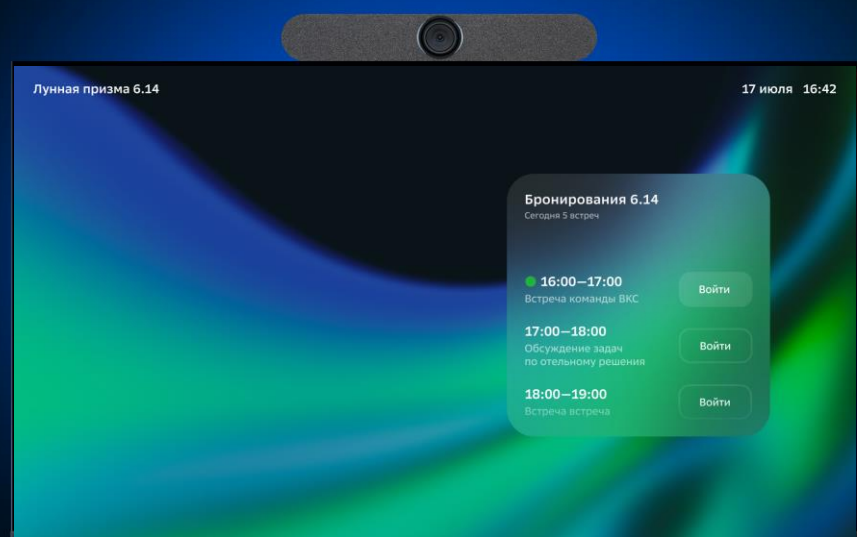 Лунная призма 6.14
17 июля 16:42
Бронирования 6.14
Сегодня 5 встреч
16:00—17:00
Войти
Встреча команды ВКС
17:00—18:00
Войти
Обсуждение задач
по отельному решения
18:00—19:00
Войти
Встреча встреча